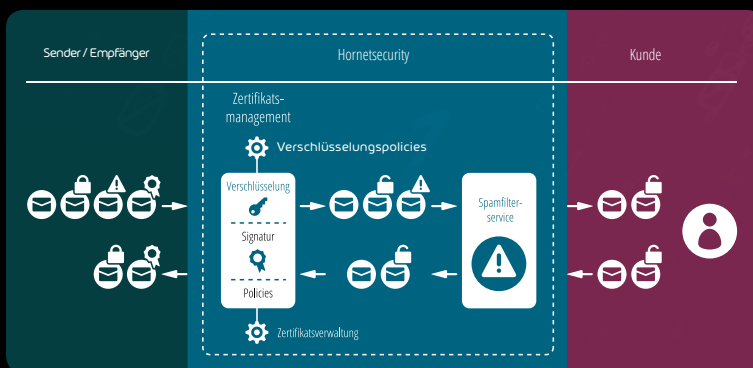 Sender / Empfänger
Hornetsecurity
Kunde
Zertifikats-
management
Verschlüsselungspolicies
Verschlüsselung
Signatur
Policies
Spamfilter-
service
Zertifikatsverwaltung